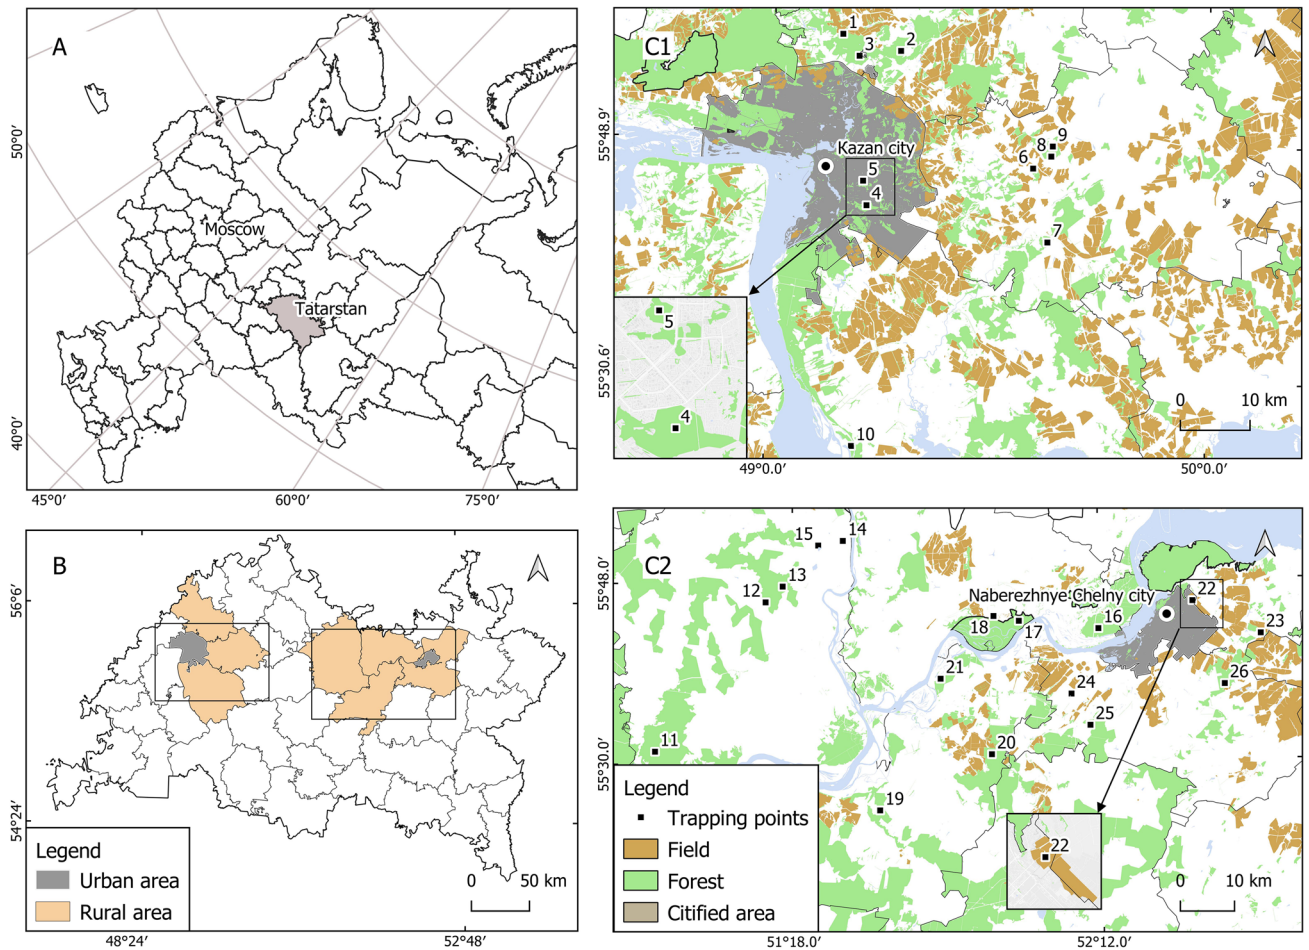 A
50°0′
Moscow
Tatarstan
40°0′
45°0′
60°0′
75°0′
C1
1
3
2
55°48.9′
Kazan city
9
8
6
5
4
7
5
4
10
55°30.6′
0
10 km
49°0.0′
50°0.0′
B
56°6′
54°24′
Legend
Urban area
Rural area
0
50 km
48°24′
52°48′
C2
15
14
55°48.0′
13
12
Naberezhnye Chelny city
22
18
17
16
23
21
26
24
25
11
20
55°30.0′
19
Legend
Trapping points
Field
Forest
Citified area
22
0
10 km
51°18.0′
52°12.0′